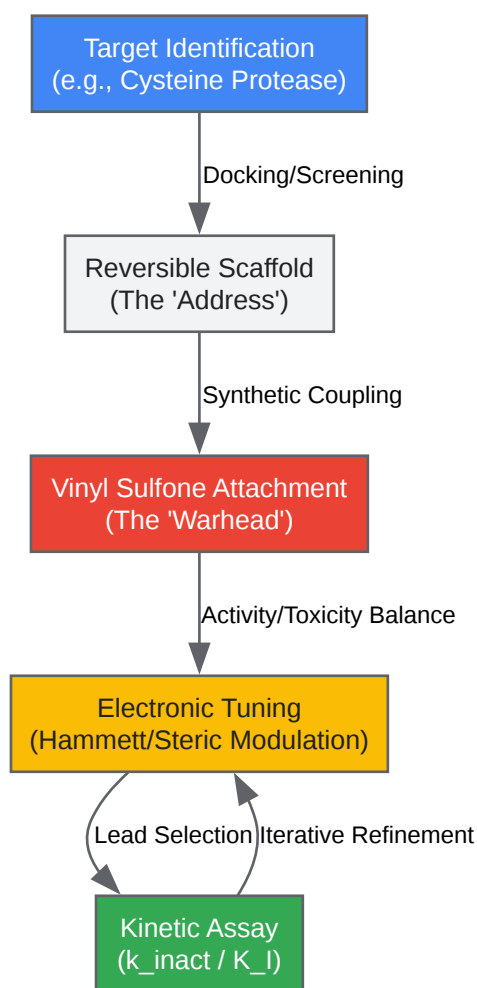 Target Identification
(e.g., Cysteine Protease)
Docking/Screening
Reversible Scaffold
(The 'Address')
Synthetic Coupling
Vinyl Sulfone Attachment
(The 'Warhead')
Activity/Toxicity Balance
Electronic Tuning
(Hammett/Steric Modulation)
Lead Selection
Iterative Refinement
Kinetic Assay
(k_inact / K_I)